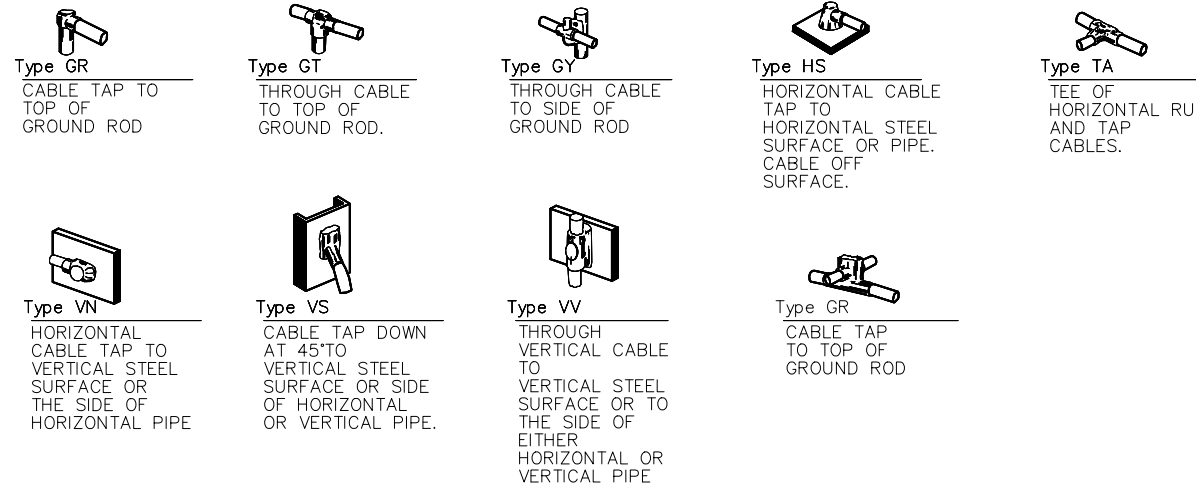 Type GR
CABLE TAP TO
TOP OF
GROUND ROD
Type GT
THROUGH CABLE
TO TOP OF
GROUND ROD.
Type GY
THROUGH CABLE
TO SIDE OF
GROUND ROD
Type HS
HORIZONTAL CABLE
TAP TO
HORIZONTAL STEEL
SURFACE OR PIPE.
CABLE OFF
SURFACE.
Type TA
TEE OF
HORIZONTAL RU
AND TAP
CABLES.
Type VN
HORIZONTAL
CABLE TAP TO
VERTICAL STEEL
SURFACE OR
THE SIDE OF
HORIZONTAL PIPE
Type VS
CABLE TAP DOWN
AT 45°TO
VERTICAL STEEL
SURFACE OR SIDE
OF HORIZONTAL
OR VERTICAL PIPE.
Type VV
THROUGH
VERTICAL CABLE
TO
VERTICAL STEEL
SURFACE OR TO
THE SIDE OF
EITHER
HORIZONTAL OR
VERTICAL PIPE
Type GR
CABLE TAP
TO TOP OF
GROUND ROD